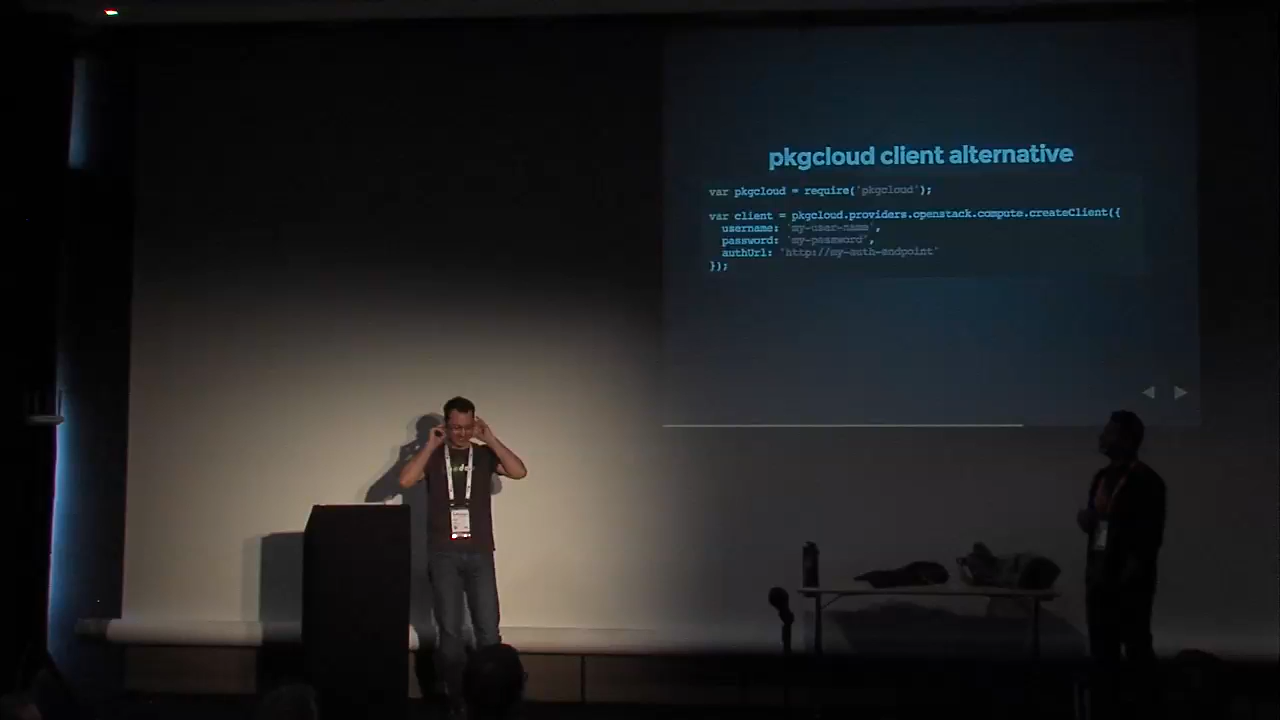 pkgcloud client alternative
var pkgcloud = require('pkgcloud');
var client = pkgcloud.providers.openstack.compute.createClient({
username: 'my-user-name',
password: 'my-password',
authUrl: 'http://my-auth-endpoint'
});